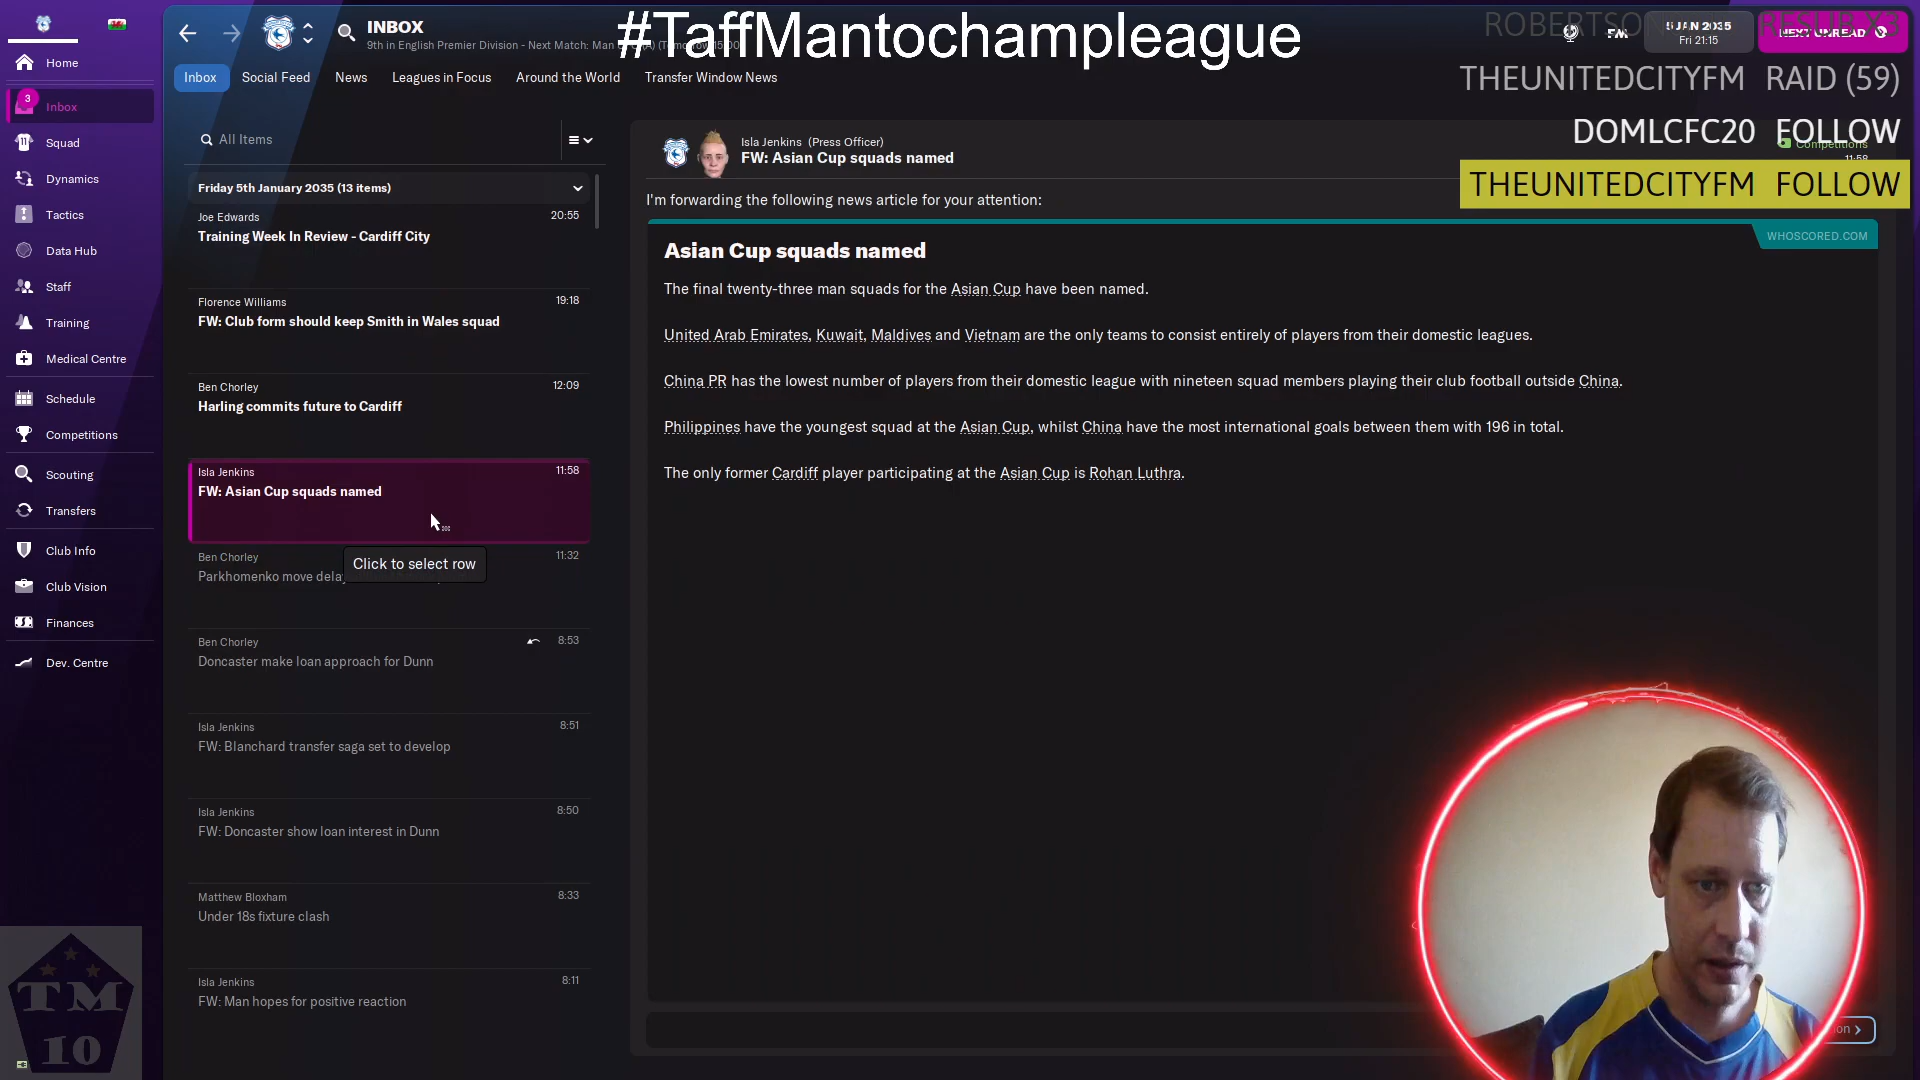 INBOX
9th in English Premier Division - Next Match: Man
#TaffMantochampleague
5 JAN 2035
Fri 21:15
NEXT UNREAD
FM
THEUNITEDCITYFM RAID (59)
DOMLCFC20 FOLLOW
THEUNITEDCITYFM FOLLOW
Home
3
Inbox
Squad
Dynamics
Tactics
Data Hub
Staff
Training
Medical Centre
Schedule
Competitions
Scouting
Transfers
Club Info
Club Vision
Finances
Dev. Centre
TM
10
Inbox
Social Feed
News
Leagues in Focus
Around the World
Transfer Window News
All Items
Friday 5th January 2035 (13 items)
Joe Edwards 20:55
Training Week In Review - Cardiff City
Florence Williams 19:18
FW: Club form should keep Smith in Wales squad
Ben Chorley 12:09
Harling commits future to Cardiff
Isla Jenkins 11:58
FW: Asian Cup squads named
Ben Chorley 11:32
Parkhomenko move
Click to select row
Ben Chorley 8:53
Doncaster make loan approach for Dunn
Isla Jenkins 8:51
FW: Blanchard transfer saga set to develop
Isla Jenkins 8:50
FW: Doncaster show loan interest in Dunn
Matthew Bloxham 8:33
Under 18s fixture clash
Isla Jenkins 8:11
FW: Man hopes for positive reaction
Isla Jenkins (Press Officer)
FW: Asian Cup squads named
Competitions
11:58
I'm forwarding the following news article for your attention:
WHOSCORED.COM
Asian Cup squads named
The final twenty-three man squads for the Asian Cup have been named.
United Arab Emirates, Kuwait, Maldives and Vietnam are the only teams to consist entirely of players from their domestic leagues.
China PR has the lowest number of players from their domestic league with nineteen squad members playing their club football outside China.
Philippines have the youngest squad at the Asian Cup, whilst China have the most international goals between them with 196 in total.
The only former Cardiff player participating at the Asian Cup is Rohan Luthra.